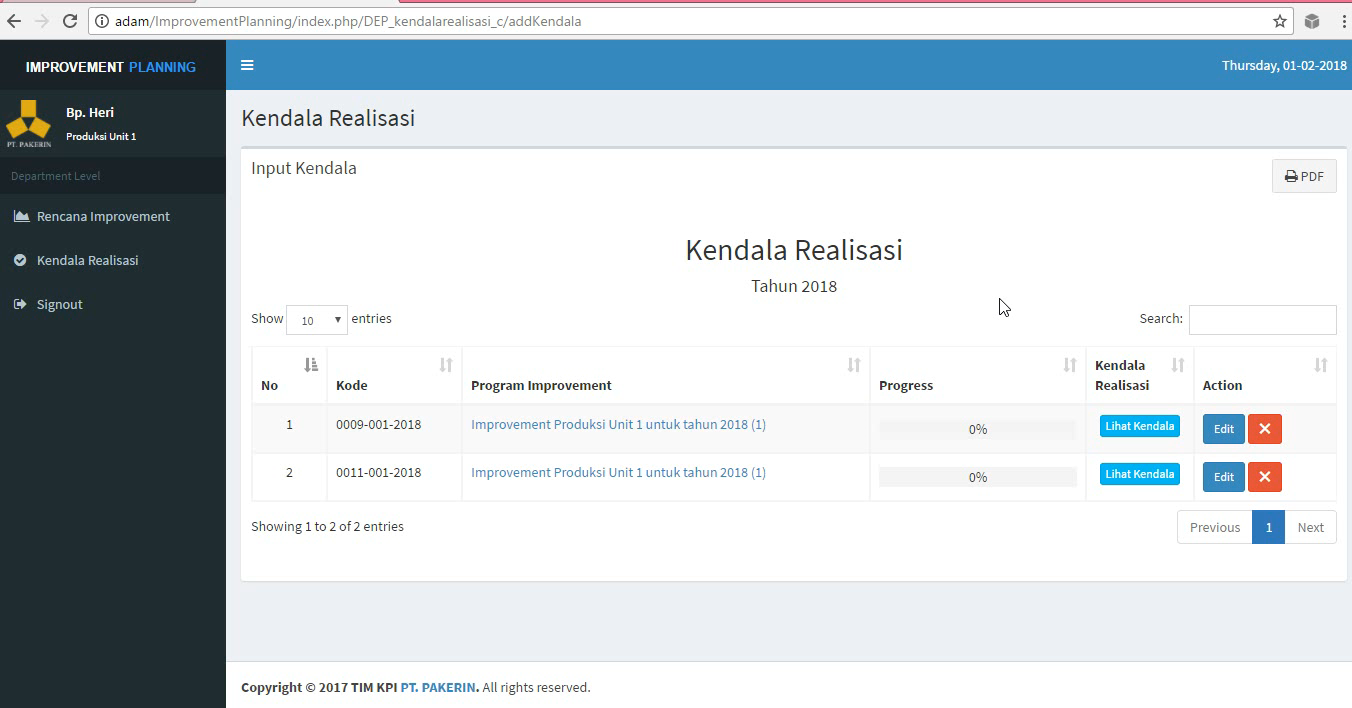 adam/ImprovementPlanning/index.php/DEP_kendalarealisasi_c/addKendala
IMPROVEMENT PLANNING
Thursday, 01-02-2018
Bp. Heri
Produksi Unit 1
PT. PAKERIN
Department Level
Rencana Improvement
Kendala Realisasi
Signout
Kendala Realisasi
Input Kendala
PDF
Kendala Realisasi
Tahun 2018
Show 10 entries
Search:
No Kode Program Improvement Progress Kendala Realisasi Action
1 0009-001-2018 Improvement Produksi Unit 1 untuk tahun 2018 (1) 0% Lihat Kendala Edit
2 0011-001-2018 Improvement Produksi Unit 1 untuk tahun 2018 (1) 0% Lihat Kendala Edit
Showing 1 to 2 of 2 entries
Previous 1 Next
Copyright © 2017 TIM KPI PT. PAKERIN. All rights reserved.